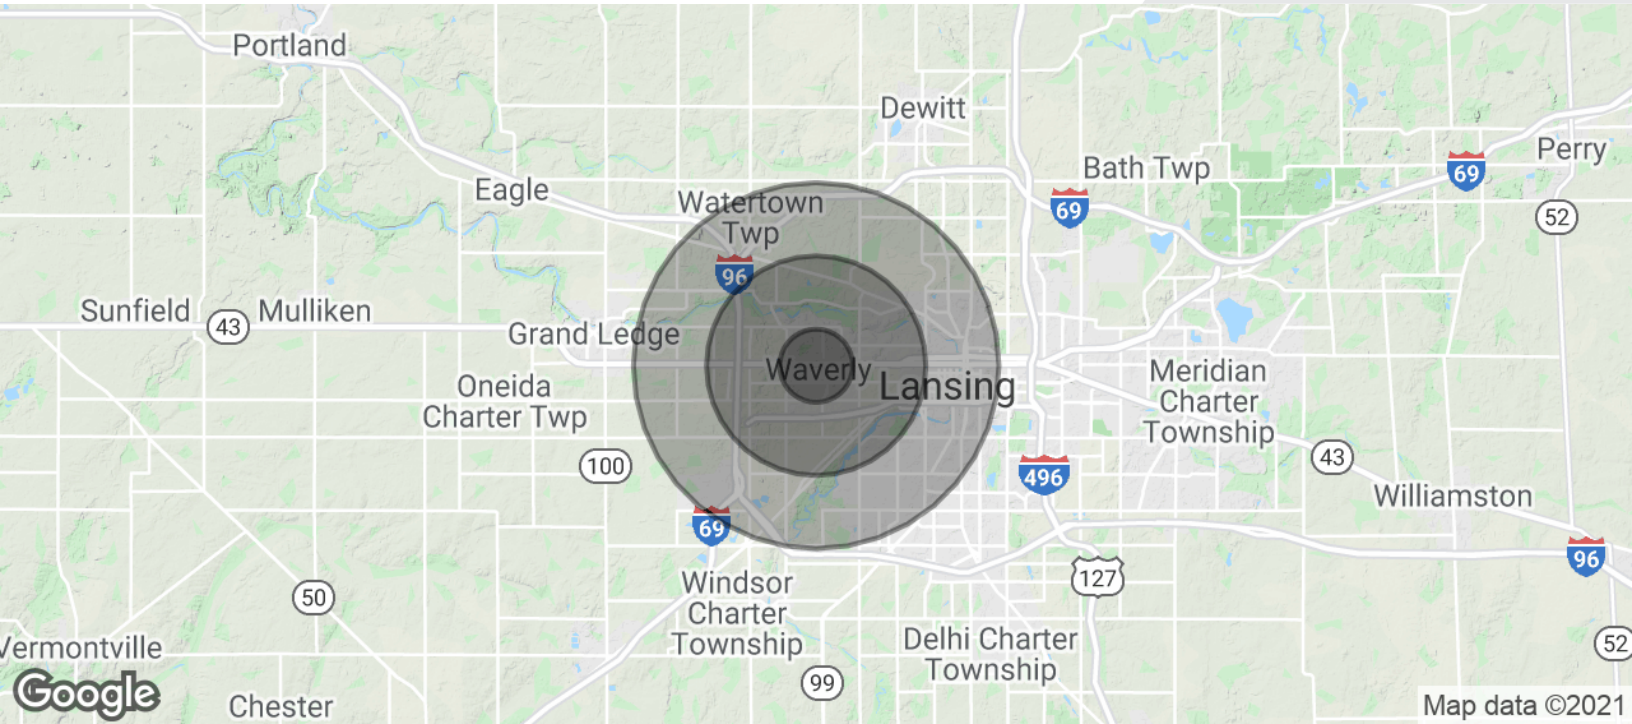 Portland
Dewitt
Bath Twp
Perry
69
52
Eagle
Watertown
Twp
69
96
Sunfield
43
Mulliken
Grand Ledge
Waverly
Lansing
Oneida
Charter Twp
Meridian
Charter
Township
100
43
496
Williamston
69
96
127
50
Windsor
Charter
Township
Delhi Charter
Township
52
Vermontville
99
Google
Chester
Map data ©2021